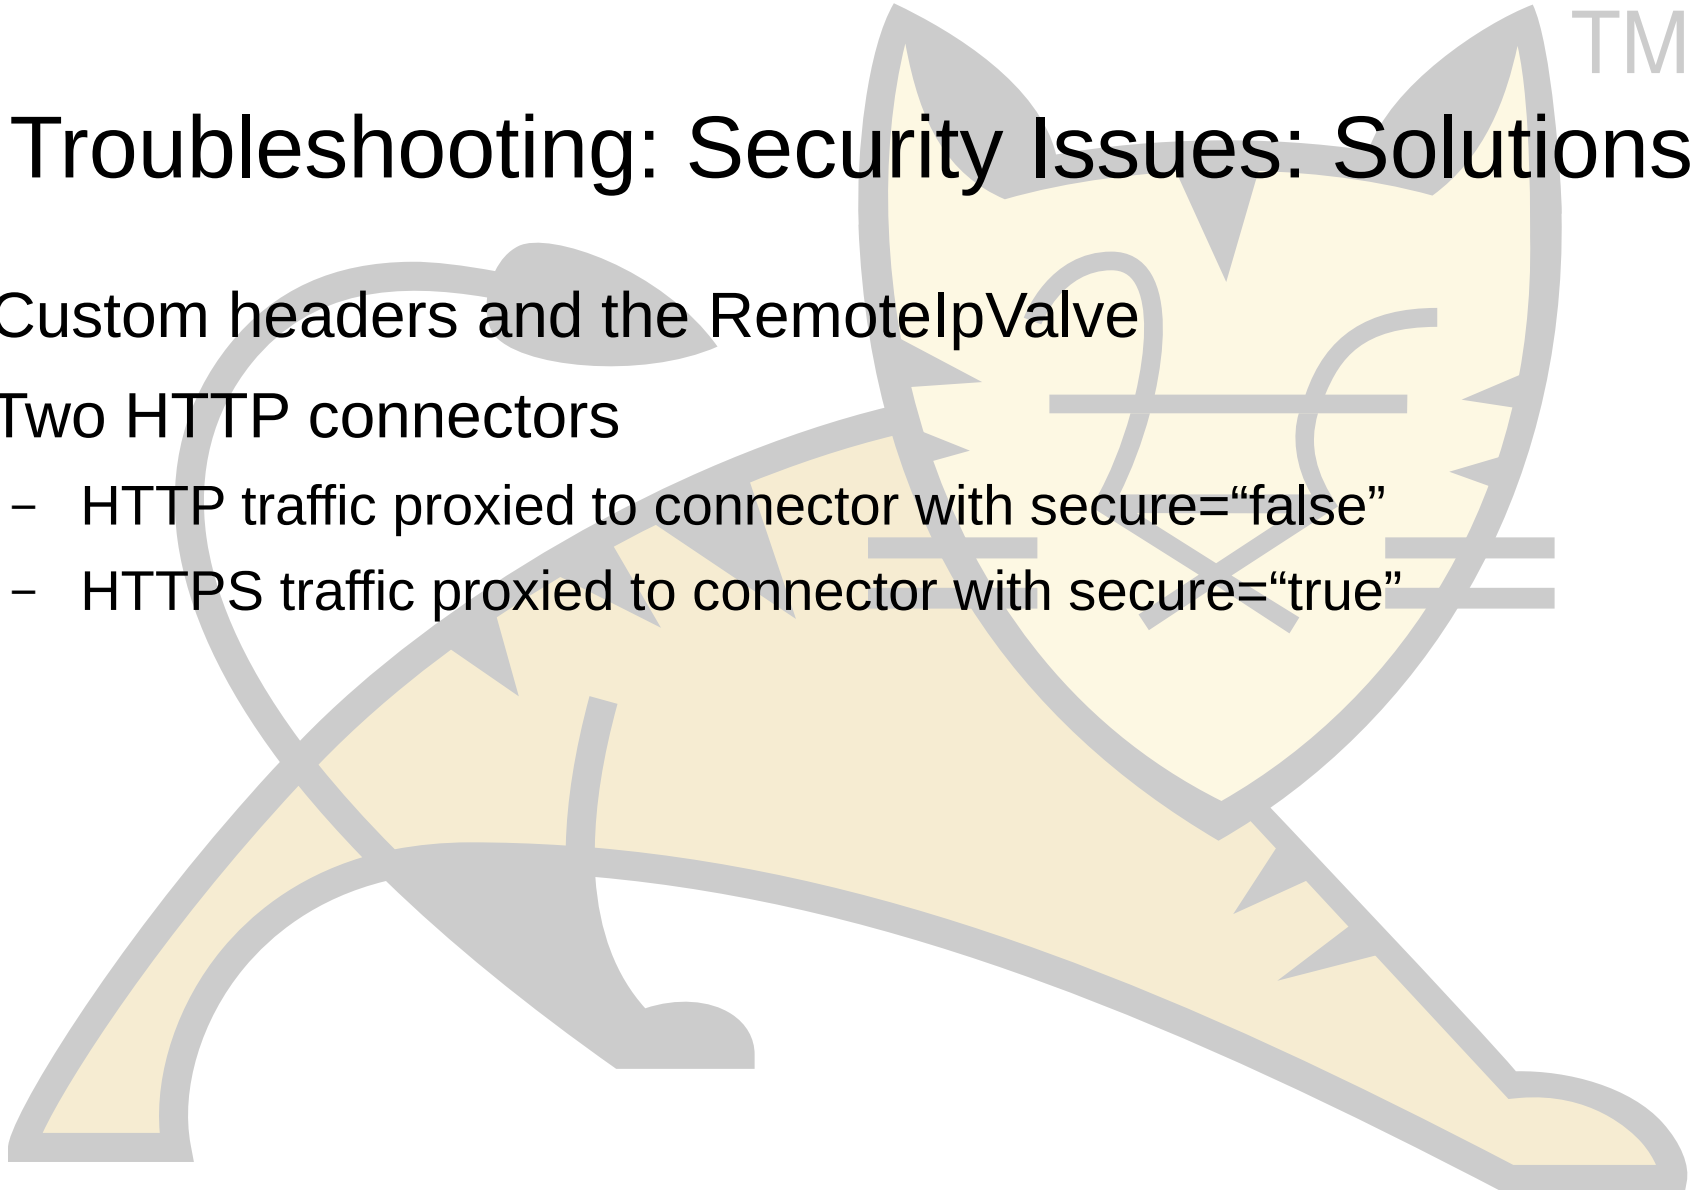 TM
Troubleshooting: Security Issues: Solutions
Custom headers and the RemoteIpValve
Two HTTP connectors
– HTTP traffic proxied to connector with secure=“false”
– HTTPS traffic proxied to connector with secure=“true”